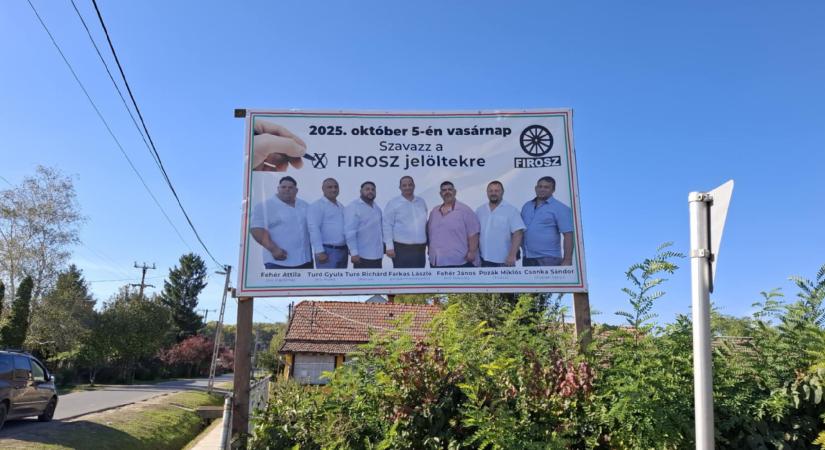 2025. október 5-én vasárnap
Szavazz a
FIROSZ jelöltekre
FIROSZ
Fehér Attila Turó Gyula Turó Richárd Farkas László Fehér János Pozák Miklós Csonka Sándor